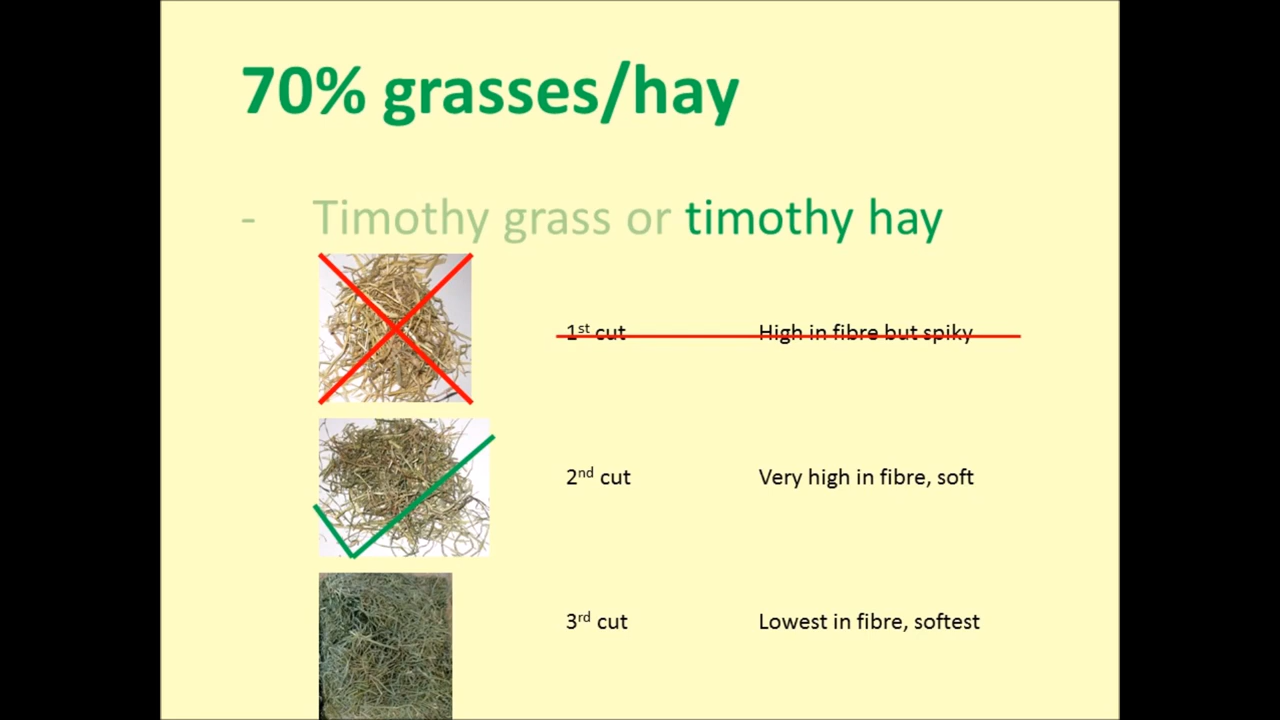 70% grasses/hay
- Timothy grass or timothy hay
1st cut High in fibre but spiky
2nd cut Very high in fibre, soft
3rd cut Lowest in fibre, softest